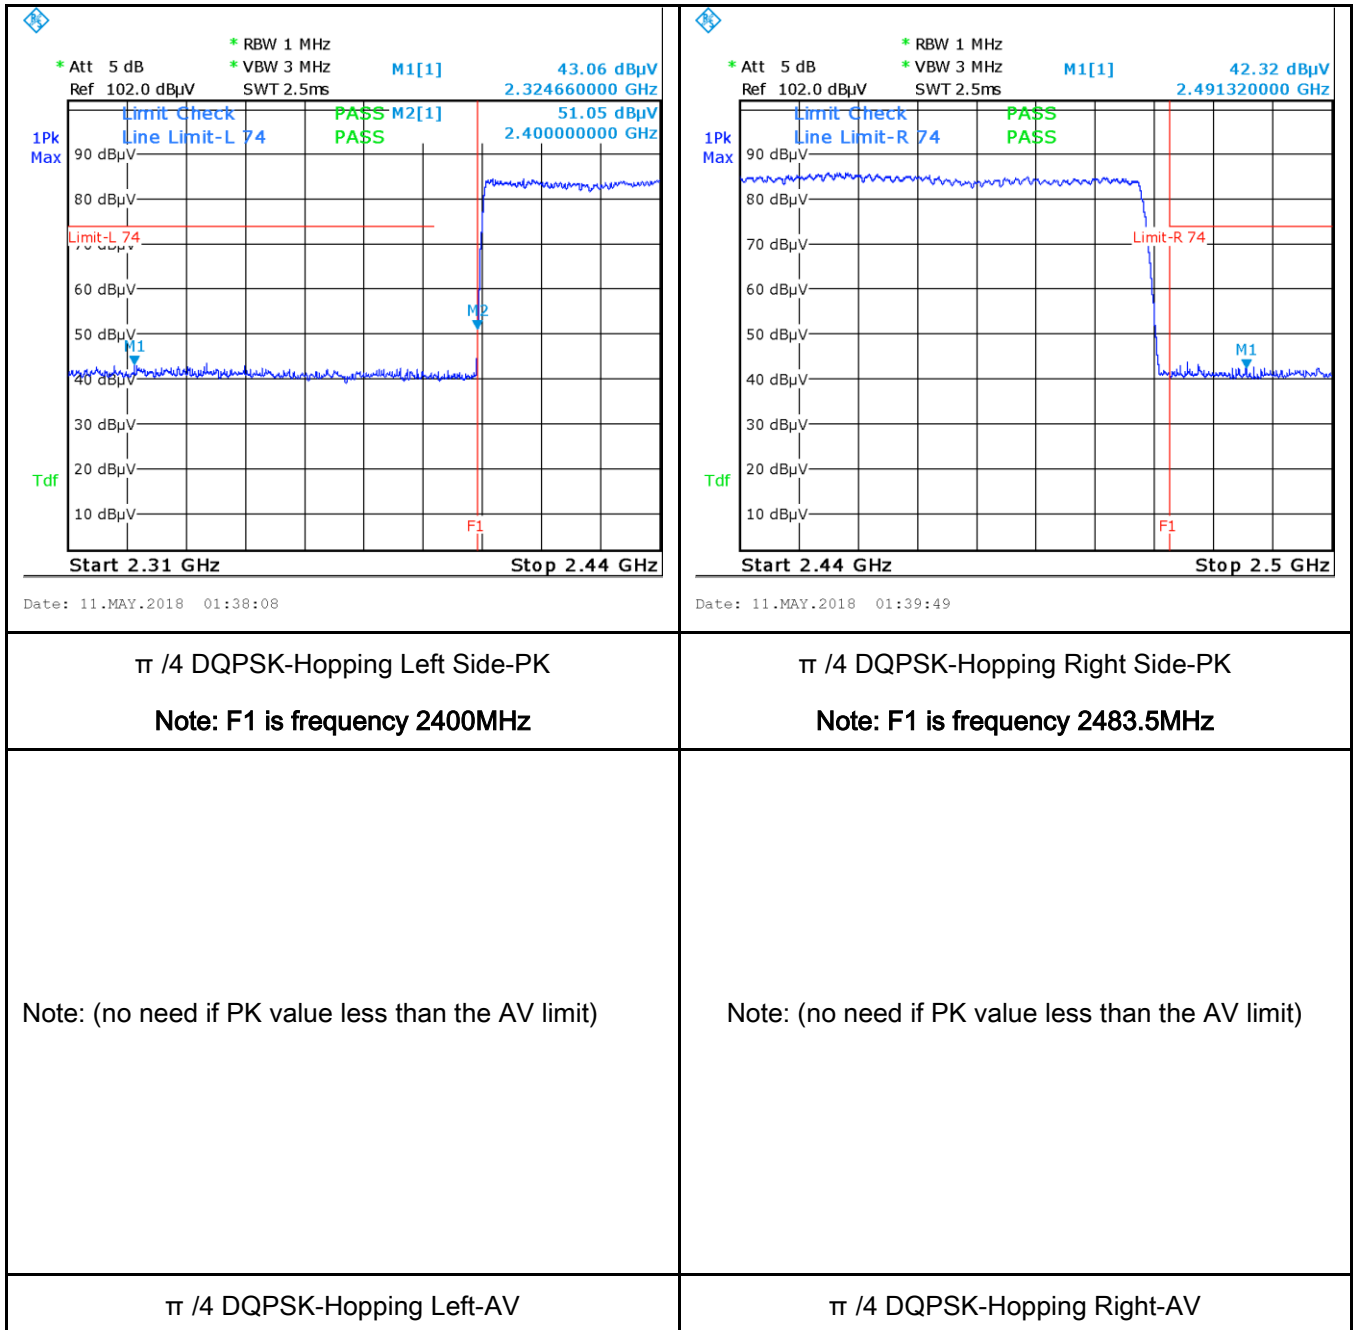 * RBW 1 MHz
* Att 5 dB * VBW 3 MHz M1[1] 43.06 dBµV
Ref 102.0 dBµV SWT 2.5ms 2.324660000 GHz
Limit Check PASS M2[1] 51.05 dBµV
1Pk Line Limit-L 74 PASS 2.400000000 GHz
Max 90 dBµV
80 dBµV
Limit-L 74
70 dBµV
60 dBµV
M2
50 dBµV
M1
40 dBµV
30 dBµV
20 dBµV
Tdf
10 dBµV
F1
Start 2.31 GHz Stop 2.44 GHz
Date: 11.MAY.2018 01:38:08
* RBW 1 MHz
* Att 5 dB * VBW 3 MHz M1[1] 42.32 dBµV
Ref 102.0 dBµV SWT 2.5ms 2.491320000 GHz
Limit Check PASS
1Pk Line Limit-R 74 PASS
Max 90 dBµV
80 dBµV
Limit-R 74
70 dBµV
60 dBµV
50 dBµV
M1
40 dBµV
30 dBµV
20 dBµV
Tdf
10 dBµV
F1
Start 2.44 GHz Stop 2.5 GHz
Date: 11.MAY.2018 01:39:49
π /4 DQPSK-Hopping Left Side-PK
Note: F1 is frequency 2400MHz
π /4 DQPSK-Hopping Right Side-PK
Note: F1 is frequency 2483.5MHz
Note: (no need if PK value less than the AV limit)
Note: (no need if PK value less than the AV limit)
π /4 DQPSK-Hopping Left-AV
π /4 DQPSK-Hopping Right-AV